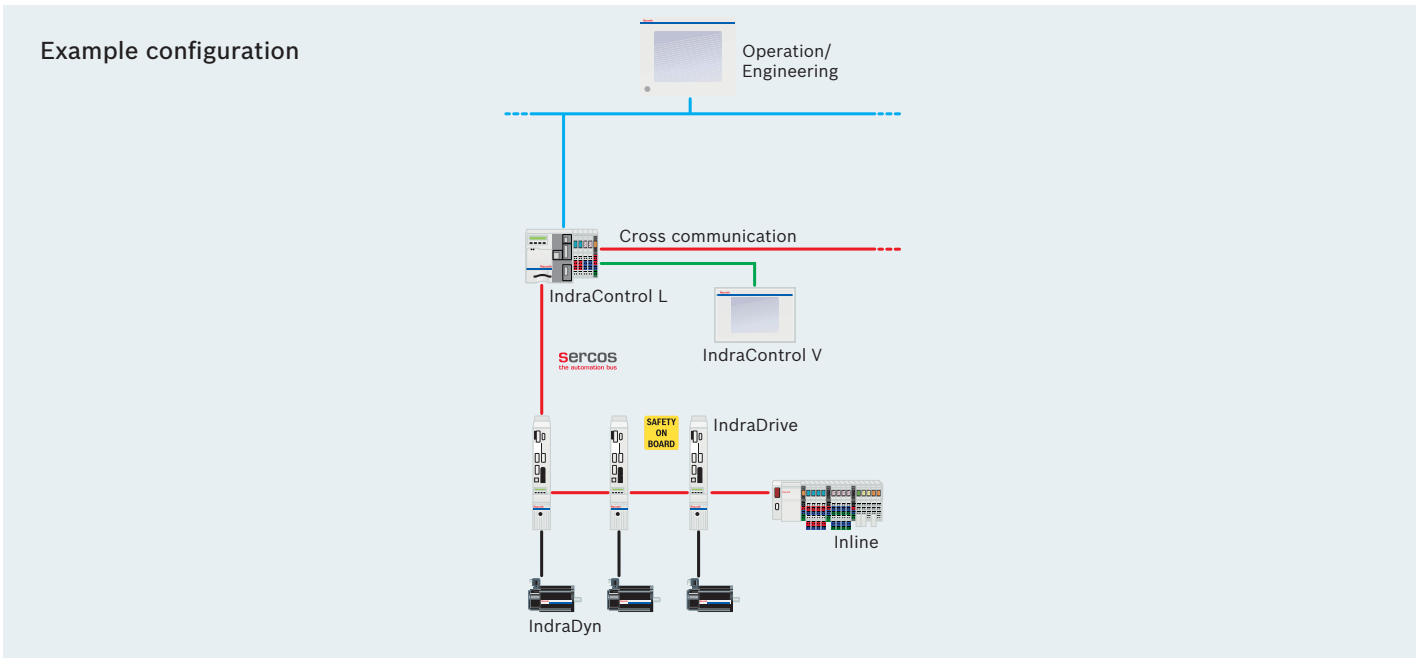 Example configuration
Operation/
Engineering
Cross communication
IndraControl L
IndraControl V
sercos
the automation bus
SAFETY
ON
BOARD
IndraDrive
Inline
IndraDyn